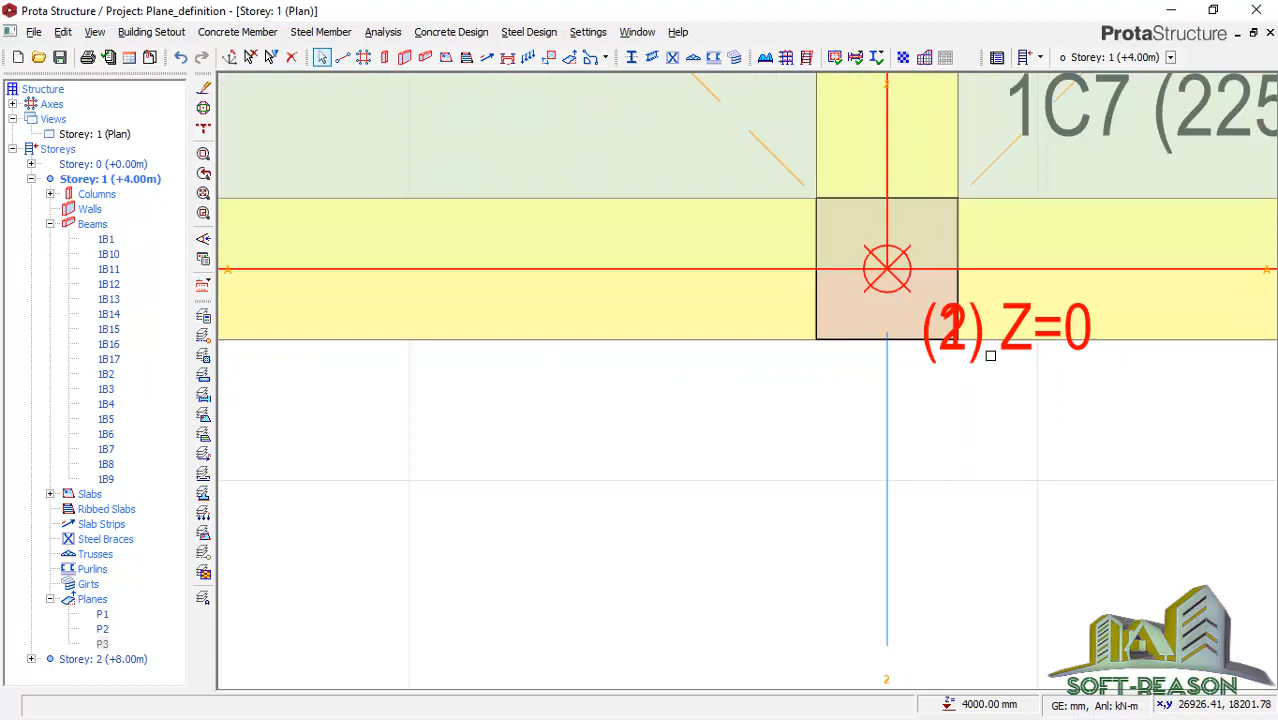 Prota Structure / Project: Plane_definition - [Storey: 1 (Plan)]
File Edit View Building Setout Concrete Member Steel Member Analysis Concrete Design Steel Design Settings Window Help
ProtaStructure
o Storey: 1 (+4.00m)
Structure
Axes
Views
Storey: 1 (Plan)
Storeys
Storey: 0 (+0.00m)
Storey: 1 (+4.00m)
Columns
Walls
Beams
1B1
1B10
1B11
1B12
1B13
1B14
1B15
1B16
1B17
1B2
1B3
1B4
1B5
1B6
1B7
1B8
1B9
Slabs
Ribbed Slabs
Slab Strips
Steel Braces
Trusses
Purlins
Girts
Planes
P1
P2
P3
Storey: 2 (+8.00m)
1C7 (225
Z=0
2
SOFT-REASON
Z= 4000.00 mm
GE: mm, Anl: kN-m
x,y 26926.41, 18201.78